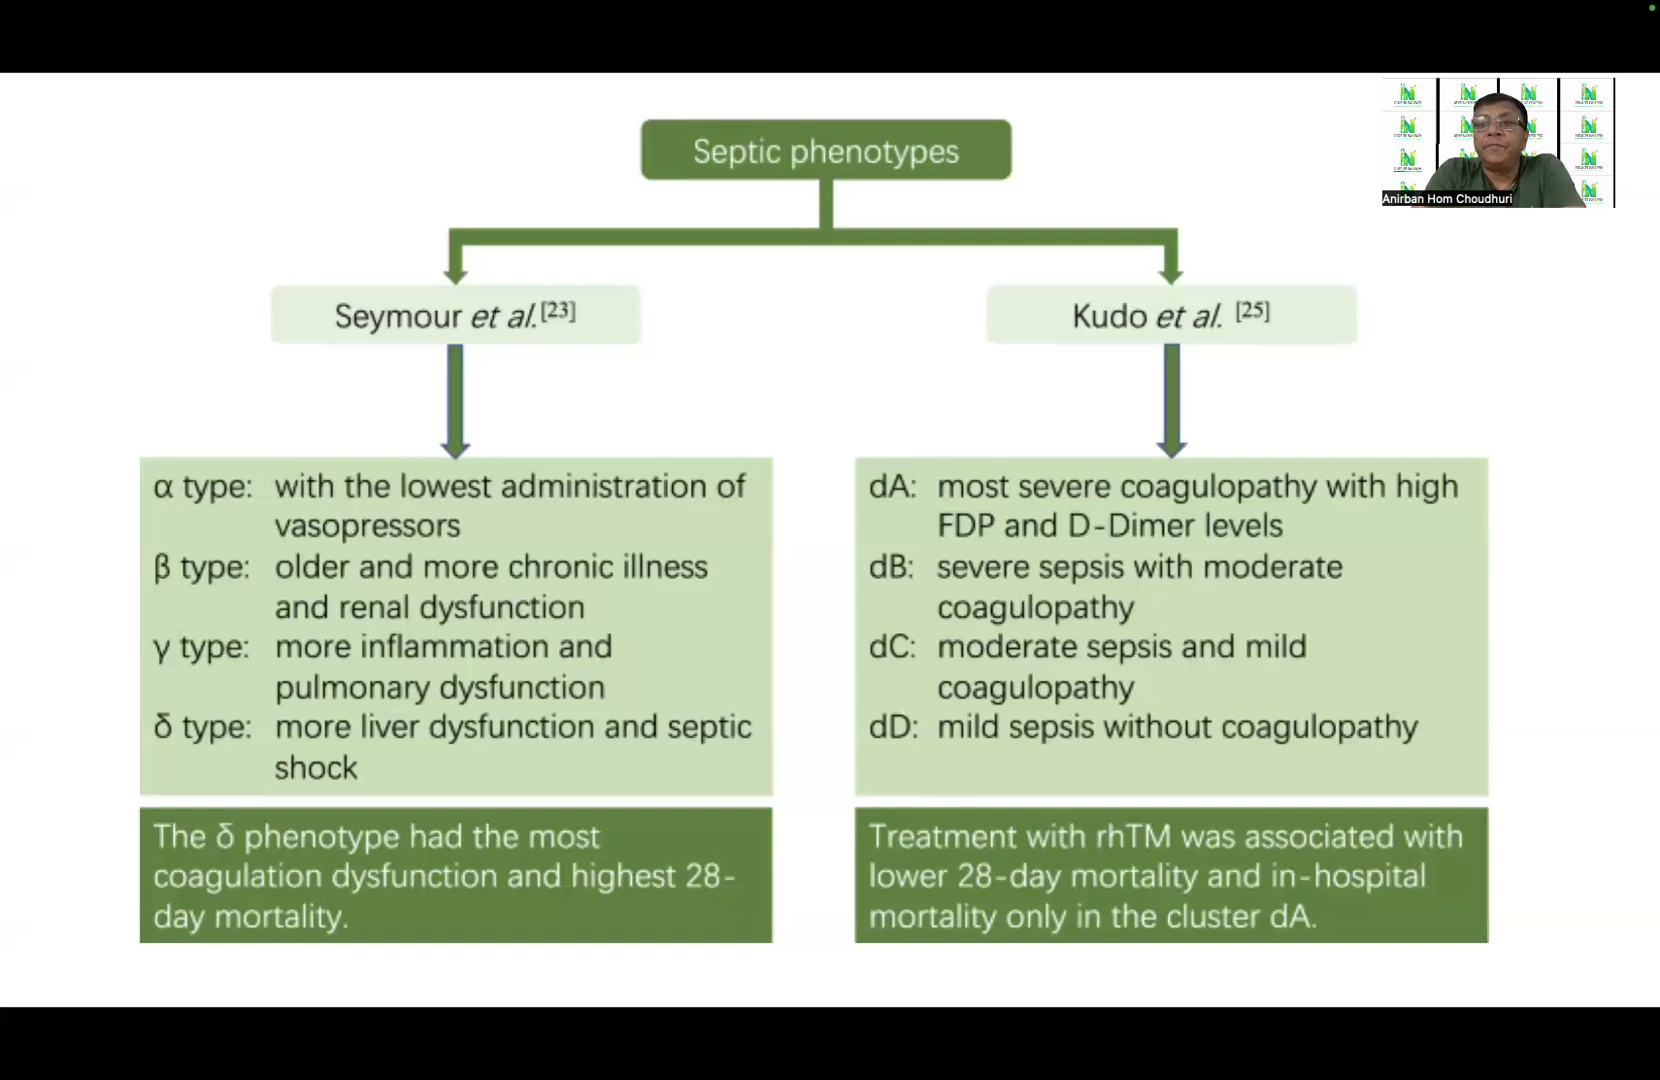 Septic phenotypes
Anirban Hom Choudhuri
Seymour et al.[23]
Kudo et al. [25]
α type: with the lowest administration of
vasopressors
β type: older and more chronic illness
and renal dysfunction
γ type: more inflammation and
pulmonary dysfunction
δ type: more liver dysfunction and septic
shock
The δ phenotype had the most
coagulation dysfunction and highest 28-
day mortality.
dA: most severe coagulopathy with high
FDP and D-Dimer levels
dB: severe sepsis with moderate
coagulopathy
dC: moderate sepsis and mild
coagulopathy
dD: mild sepsis without coagulopathy
Treatment with rhTM was associated with
lower 28-day mortality and in-hospital
mortality only in the cluster dA.